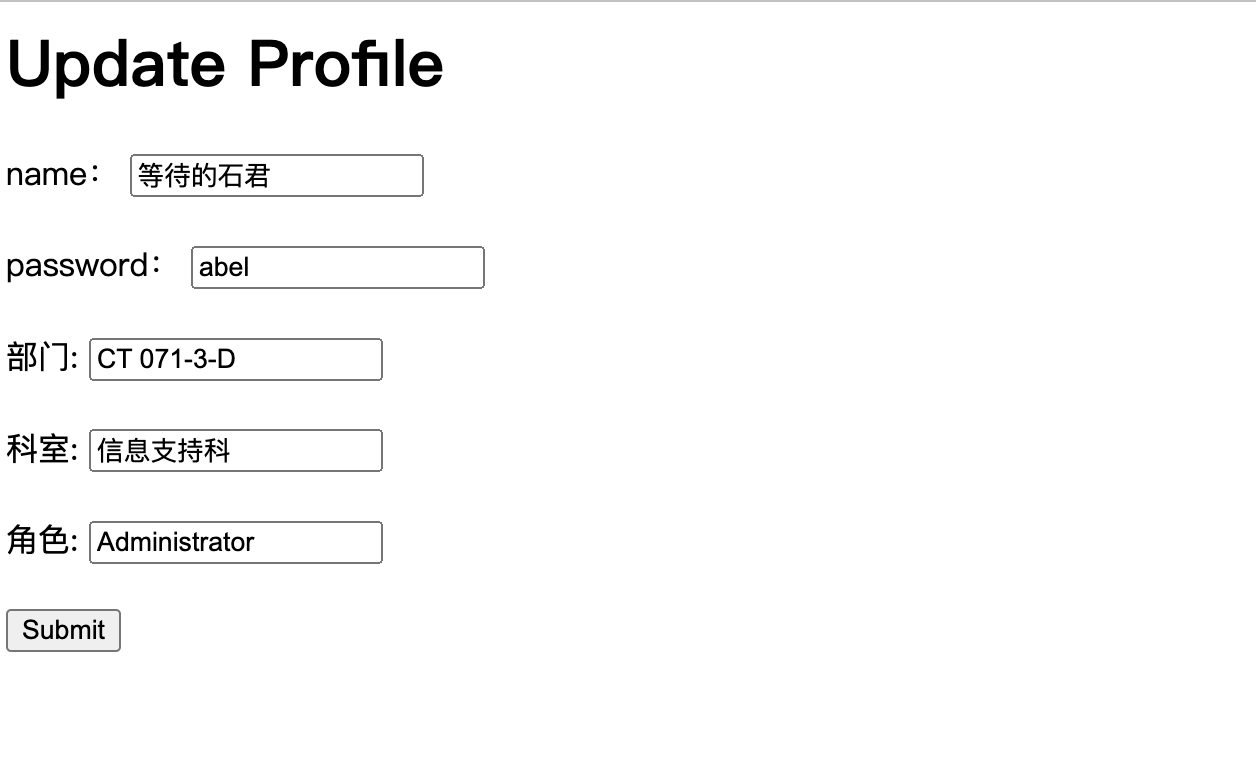 Update Profile
name： 等待的石君
password： abel
部门: CT 071-3-D
科室: 信息支持科
角色: Administrator
Submit